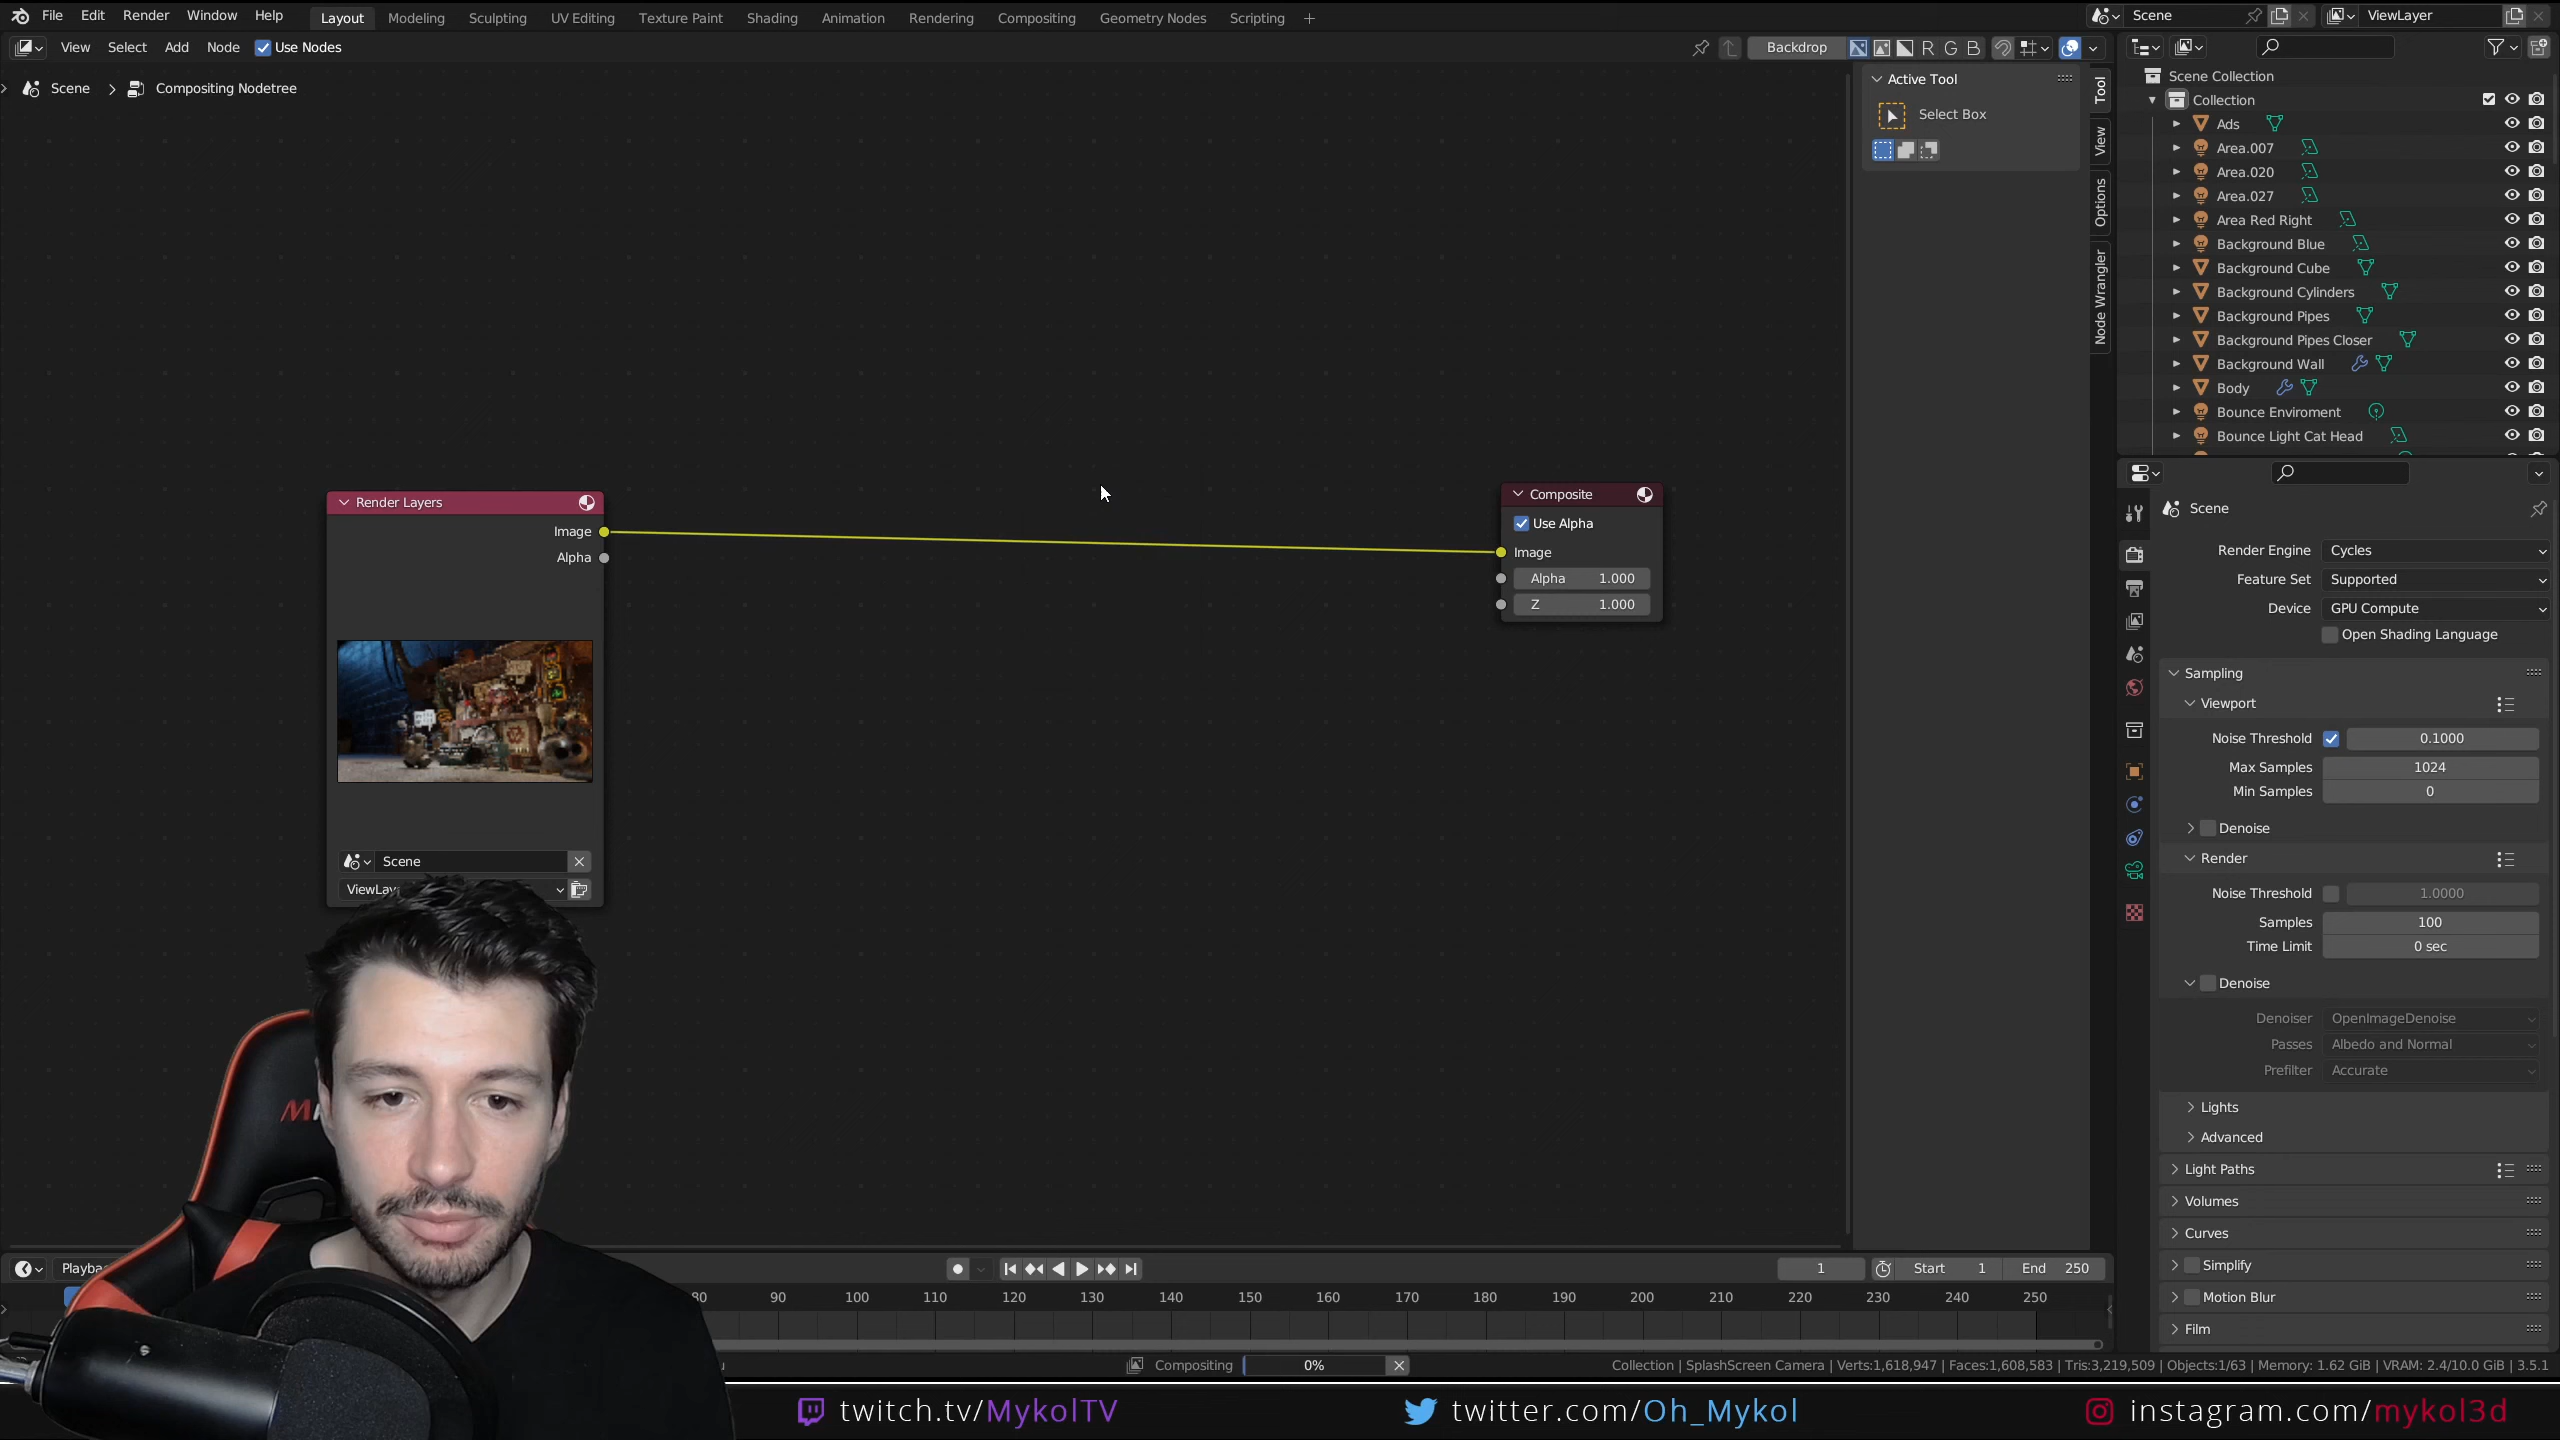 File Edit Render Window Help Layout Modeling Sculpting UV Editing Texture Paint Shading Animation Rendering Compositing Geometry Nodes Scripting + Scene ViewLayer
View Select Add Node Use Nodes Backdrop R G B
Scene > Compositing Nodetree
Active Tool
Select Box
Tool
View
Options
Node Wrangler
Scene Collection
Collection
Ads
Area.007
Area.020
Area.027
Area Red Right
Background Blue
Background Cube
Background Cylinders
Background Pipes
Background Pipes Closer
Background Wall
Body
Bounce Enviroment
Bounce Light Cat Head
Render Layers
Image
Alpha
Scene
ViewLay
Composite
Use Alpha
Image
Alpha 1.000
Z 1.000
Scene
Render Engine Cycles
Feature Set Supported
Device GPU Compute
Open Shading Language
Sampling
Viewport
Noise Threshold 0.1000
Max Samples 1024
Min Samples 0
Denoise
Render
Noise Threshold 1.0000
Samples 100
Time Limit 0 sec
Denoise
Denoiser OpenImageDenoise
Passes Albedo and Normal
Prefilter Accurate
Lights
Advanced
Light Paths
Volumes
Curves
Simplify
Motion Blur
Film
Playba 1 Start 1 End 250
80 90 100 110 120 130 140 150 160 170 180 190 200 210 220 230 240 250
Compositing 0% Collection | SplashScreen Camera | Verts:1,618,947 | Faces:1,608,583 | Tris:3,219,509 | Objects:1/63 | Memory: 1.62 GiB | VRAM: 2.4/10.0 GiB | 3.5.1
twitch.tv/MykolTV twitter.com/Oh_Mykol instagram.com/mykol3d